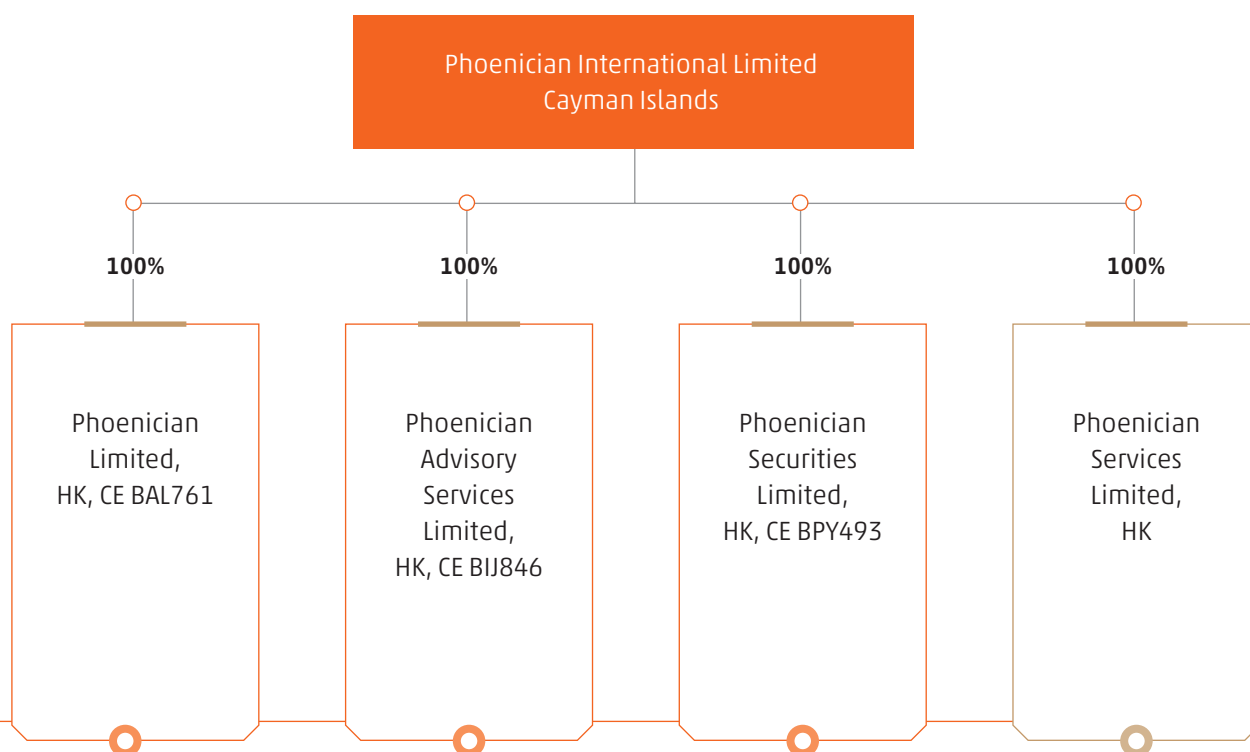 Phoenician International Limited
Cayman Islands
100%
100%
100%
100%
Phoenician
Limited,
HK, CE BAL761
Phoenician
Advisory
Services
Limited,
HK, CE BIJ846
Phoenician
Securities
Limited,
HK, CE BPY493
Phoenician
Services
Limited,
HK